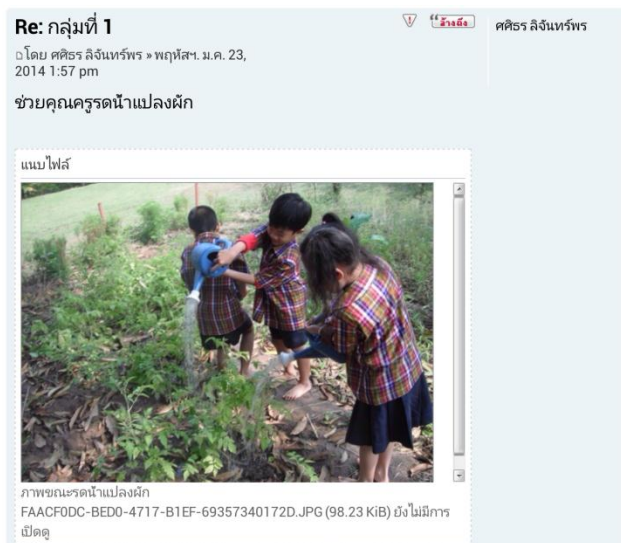 Re: กลุ่มที่ 1
โดย ศศิธร ลิจันทร์พร » พฤหัสฯ. ม.ค. 23,
2014 1:57 pm
อ้างถึง
ศศิธร ลิจันทร์พร
ช่วยคุณครูรดน้ำแปลงผัก
แนบไฟล์
ภาพขณะรดน้ำแปลงผัก
FAACF0DC-BED0-4717-B1EF-69357340172D.JPG (98.23 KiB) ยังไม่มีการ
เปิดดู